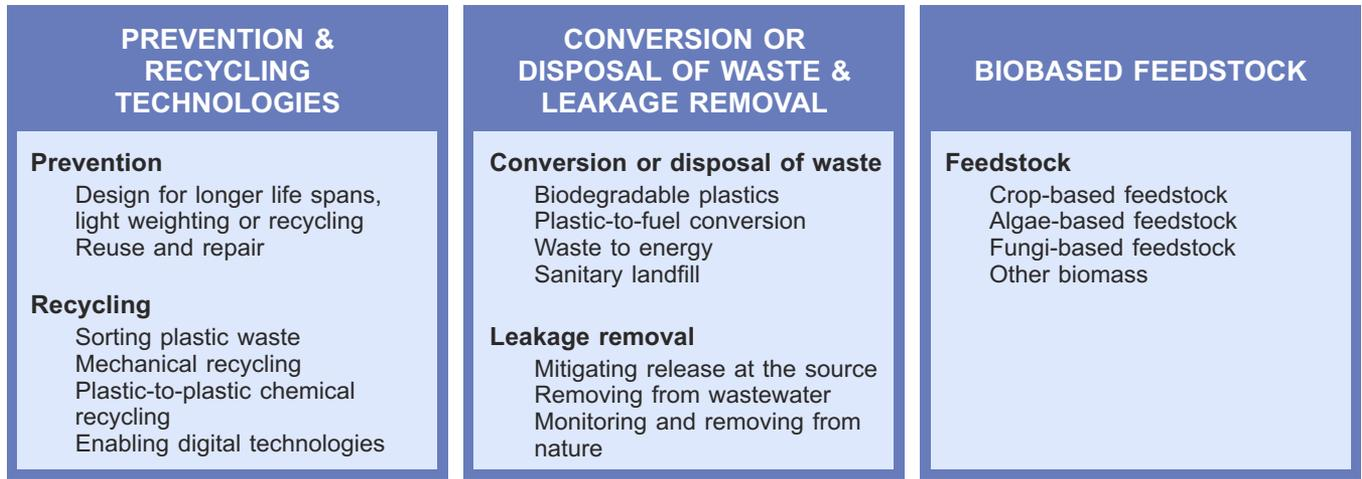 PREVENTION &
RECYCLING
TECHNOLOGIES
Prevention
Design for longer life spans,
light weighting or recycling
Reuse and repair
Recycling
Sorting plastic waste
Mechanical recycling
Plastic-to-plastic chemical
recycling
Enabling digital technologies
CONVERSION OR
DISPOSAL OF WASTE &
LEAKAGE REMOVAL
Conversion or disposal of waste
Biodegradable plastics
Plastic-to-fuel conversion
Waste to energy
Sanitary landfill
Leakage removal
Mitigating release at the source
Removing from wastewater
Monitoring and removing from
nature
BIOBASED FEEDSTOCK
Feedstock
Crop-based feedstock
Algae-based feedstock
Fungi-based feedstock
Other biomass